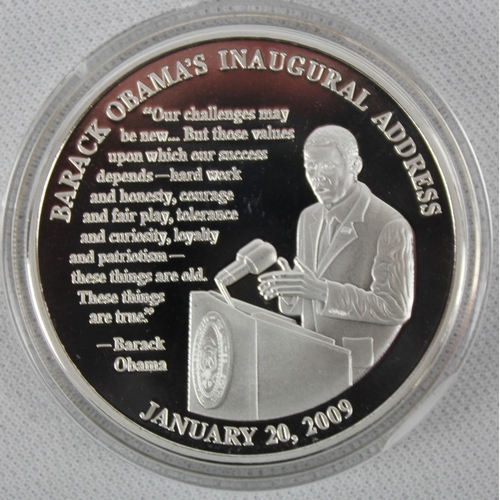 BARACK OBAMA'S INAUGURAL ADDRESS
"Our challenges may
be new... But those values
upon which our success
depends—hard work
and honesty, courage
and fair play, tolerance
and curiosity, loyalty
and patriotism—
these things are old.
These things
are true."
—Barack
Obama
JANUARY 20, 2009